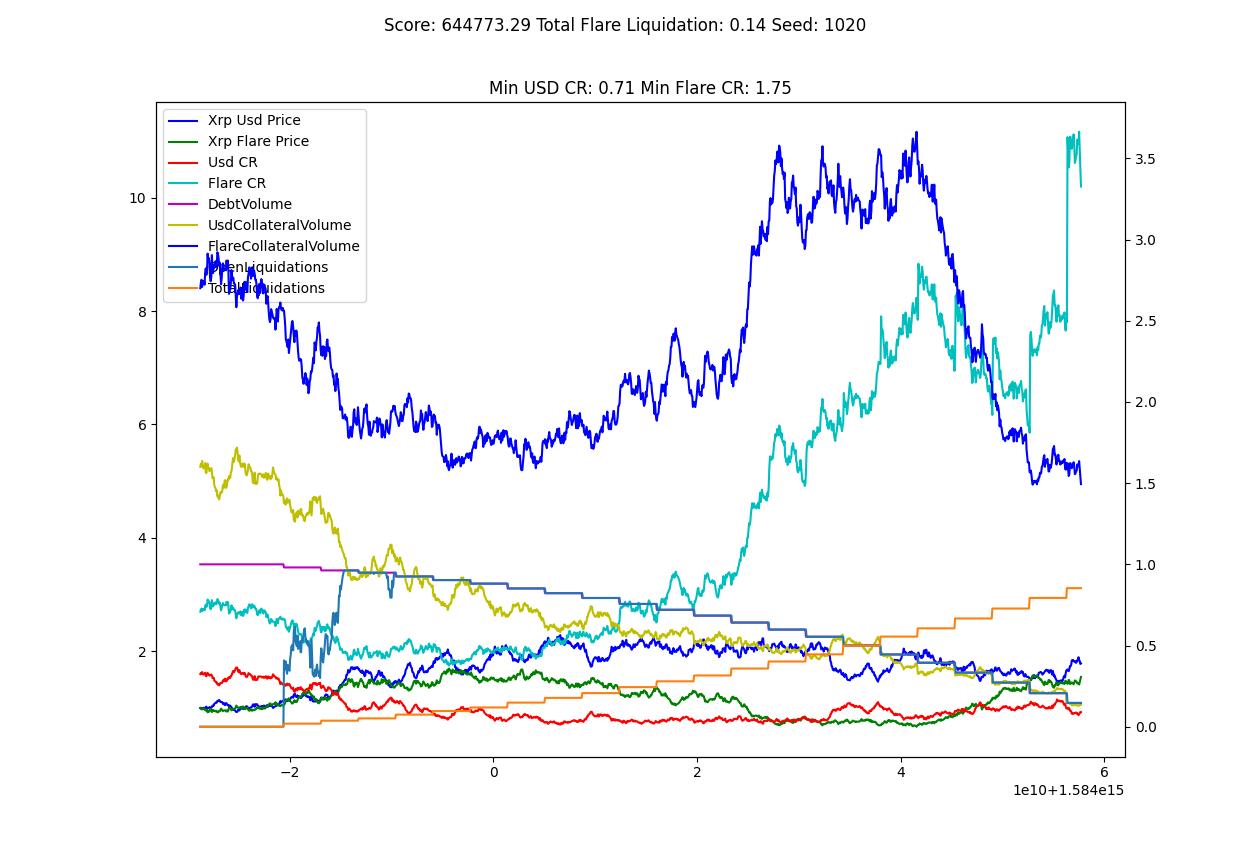 Score: 644773.29 Total Flare Liquidation: 0.14 Seed: 1020
Min USD CR: 0.71 Min Flare CR: 1.75
Xrp Usd Price
Xrp Flare Price
Usd CR
Flare CR
DebtVolume
UsdCollateralVolume
FlareCollateralVolume
OpenLiquidations
TotalLiquidations
10
8
6
4
2
3.5
3.0
2.5
2.0
1.5
1.0
0.5
0.0
−2
0
2
4
6
1e10+1.584e15